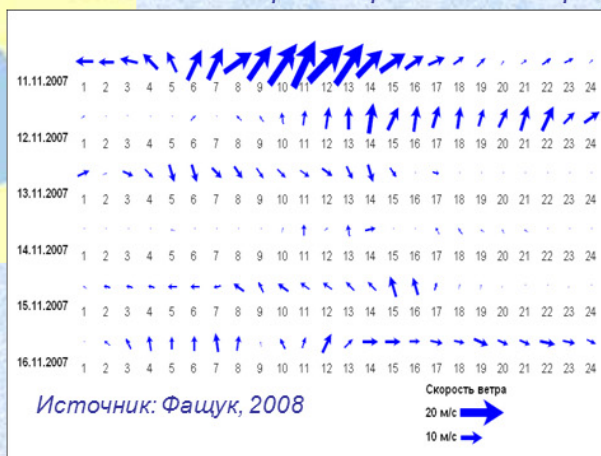 11.11.2007 1 2 3 4 5 6 7 8 9 10 11 12 13 14 15 16 17 18 19 20 21 22 23 24
12.11.2007 1 2 3 4 5 6 7 8 9 10 11 12 13 14 15 16 17 18 19 20 21 22 23 24
13.11.2007 1 2 3 4 5 6 7 8 9 10 11 12 13 14 15 16 17 18 19 20 21 22 23 24
14.11.2007 1 2 3 4 5 6 7 8 9 10 11 12 13 14 15 16 17 18 19 20 21 22 23 24
15.11.2007 1 2 3 4 5 6 7 8 9 10 11 12 13 14 15 16 17 18 19 20 21 22 23 24
16.11.2007 1 2 3 4 5 6 7 8 9 10 11 12 13 14 15 16 17 18 19 20 21 22 23 24
Скорость ветра
Источник: Фащук, 2008
20 м/с
10 м/с